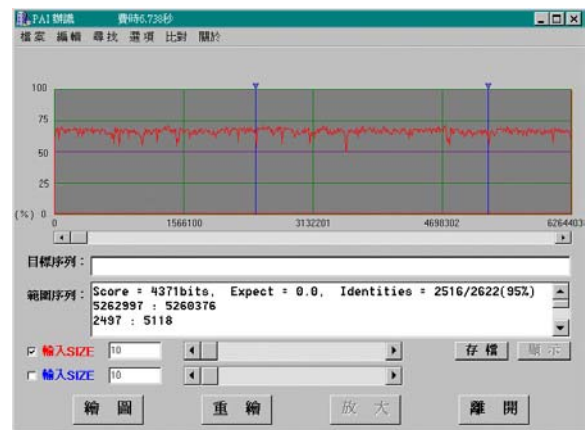 PAI 辨識 費時6.738秒
檔案 編輯 尋找 選項 比對 關於
100
75
50
25
(%) 0
0 1566100 3132201 4698302 6264403
目標序列：
範圍序列： Score = 4371bits, Expect = 0.0, Identities = 2516/2622(95%)
5262997 : 5260376
2497 : 5118
輸入SIZE 10 存檔 顯示
輸入SIZE 10
繪圖 重繪 放大 離開